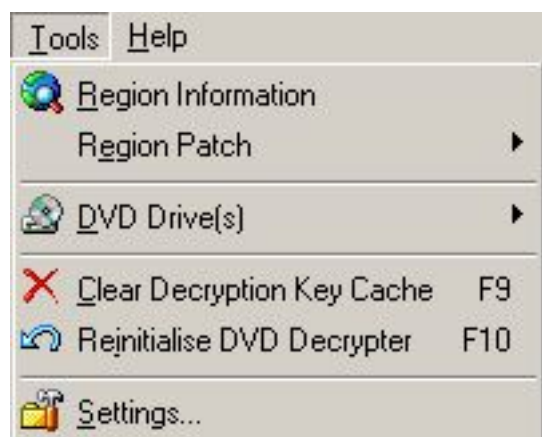 Tools Help
Region Information
Region Patch
DVD Drive(s)
Clear Decryption Key Cache F9
Reinitialise DVD Decrypter F10
Settings...